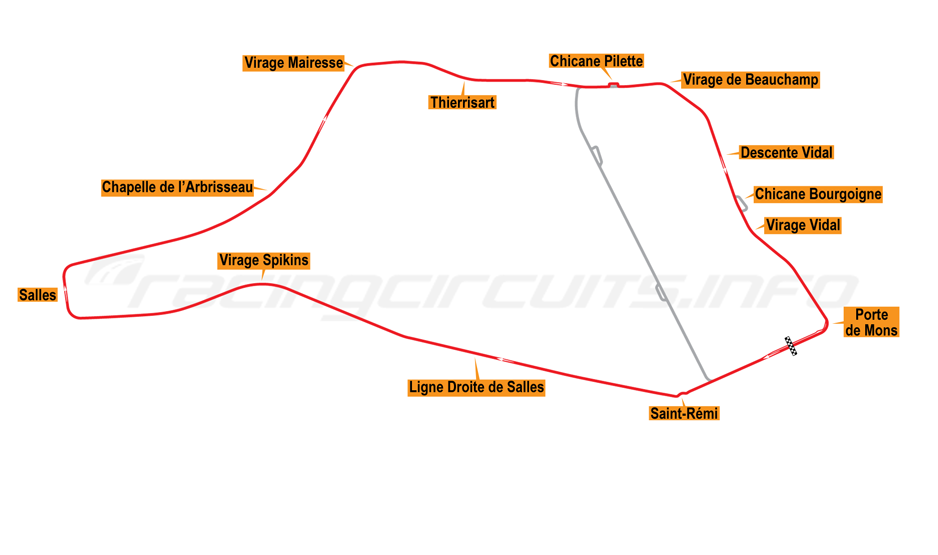 Chicane Pilette
Virage Mairesse
Virage de Beauchamp
Thierrisart
Descente Vidal
Chapelle de l'Arbrisseau
Chicane Bourgoigne
Virage Vidal
Virage Spikins
racingcircuits.info
Salles
Porte
de Mons
Ligne Droite de Salles
Saint-Rémi